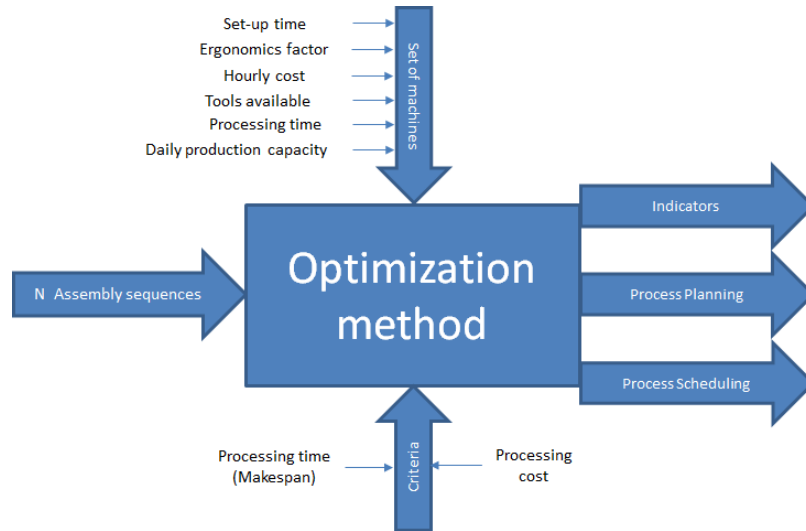 Set-up time
Ergonomics factor
Hourly cost
Tools available
Processing time
Daily production capacity
Set of machines
Indicators
N Assembly sequences
Optimization
method
Process Planning
Process Scheduling
Processing time
(Makespan)
Criteria
Processing
cost